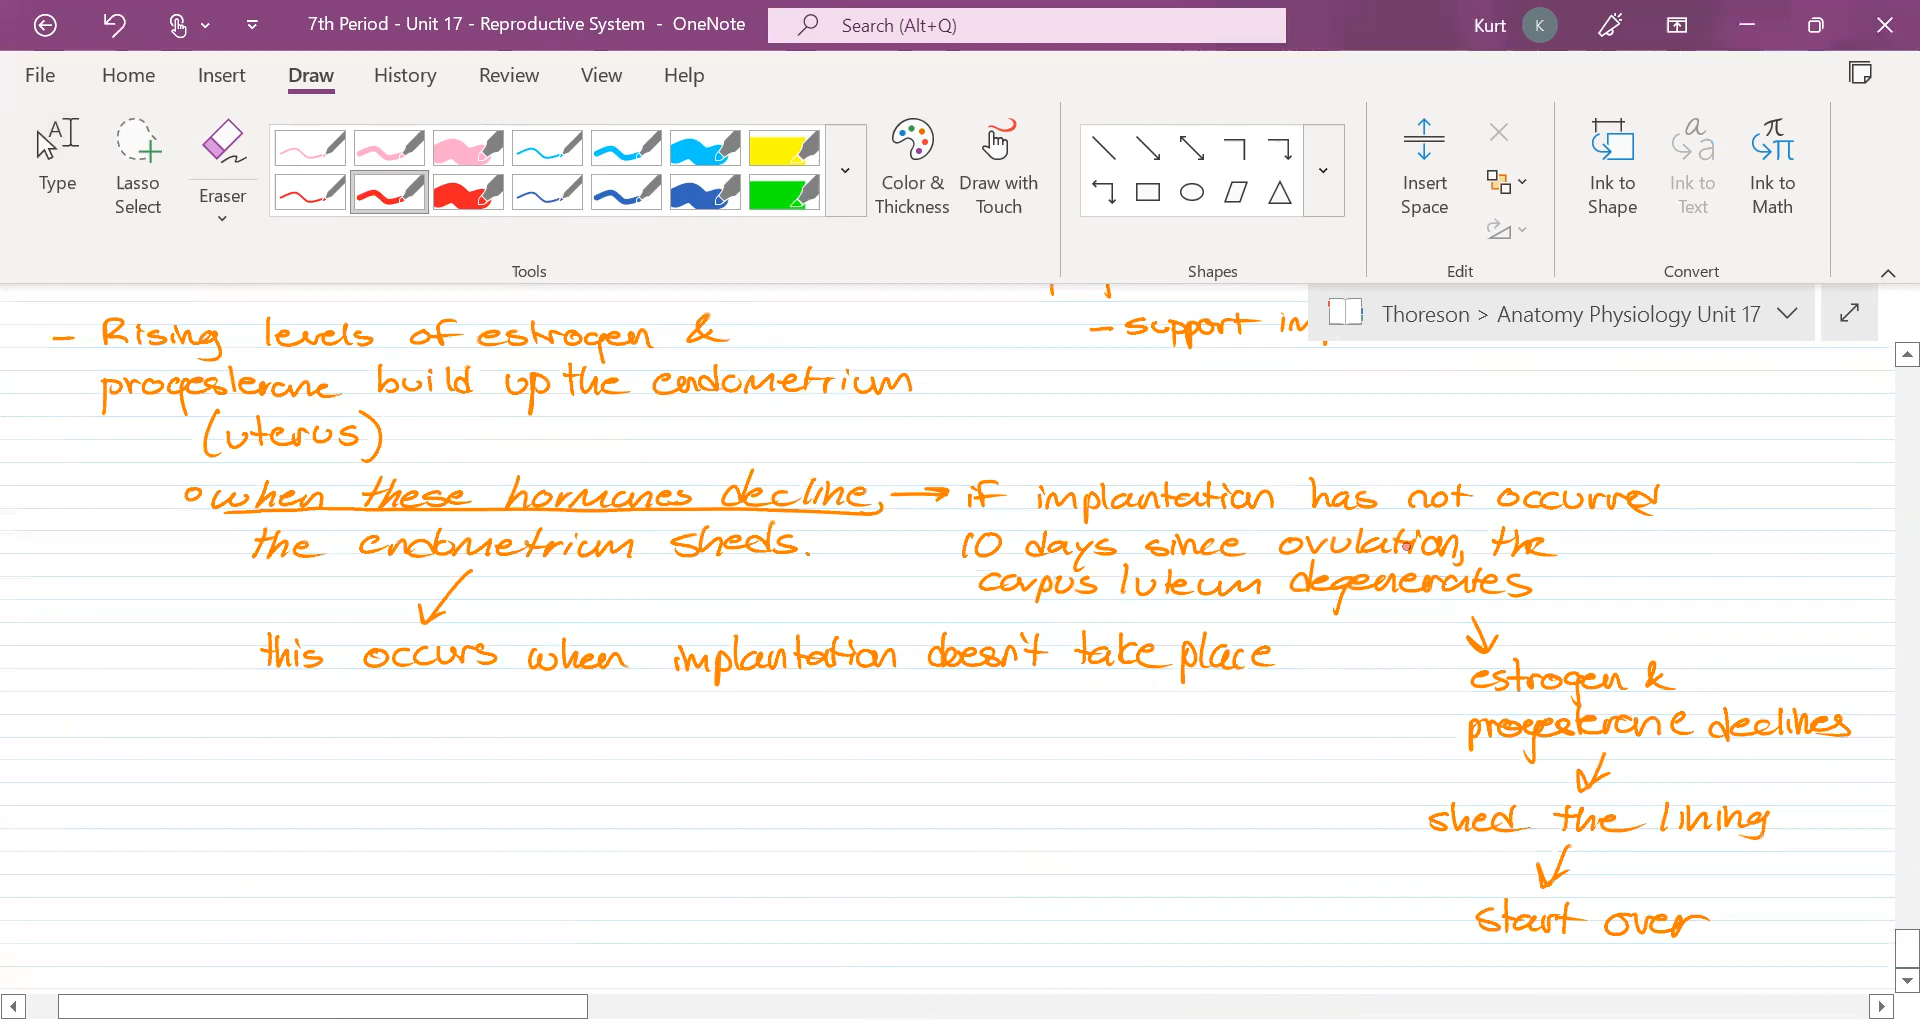 7th Period - Unit 17 - Reproductive System - OneNote
Search (Alt+Q)
Kurt K
File Home Insert Draw History Review View Help
Type
Lasso Select
Eraser
Color & Thickness
Draw with Touch
Insert Space
Ink to Shape
Ink to Text
Ink to Math
Tools
Shapes
Edit
Convert
Thoreson > Anatomy Physiology Unit 17
- support im
- Rising levels of estrogen &
progesterone build up the endometrium
(uterus)
when these hormones decline, → if implantation has not occurred
the endometrium sheds. 10 days since ovulation, the
corpus luteum degenerates
this occurs when implantation doesn't take place
estrogen &
progesterone declines
shed the lining
start over